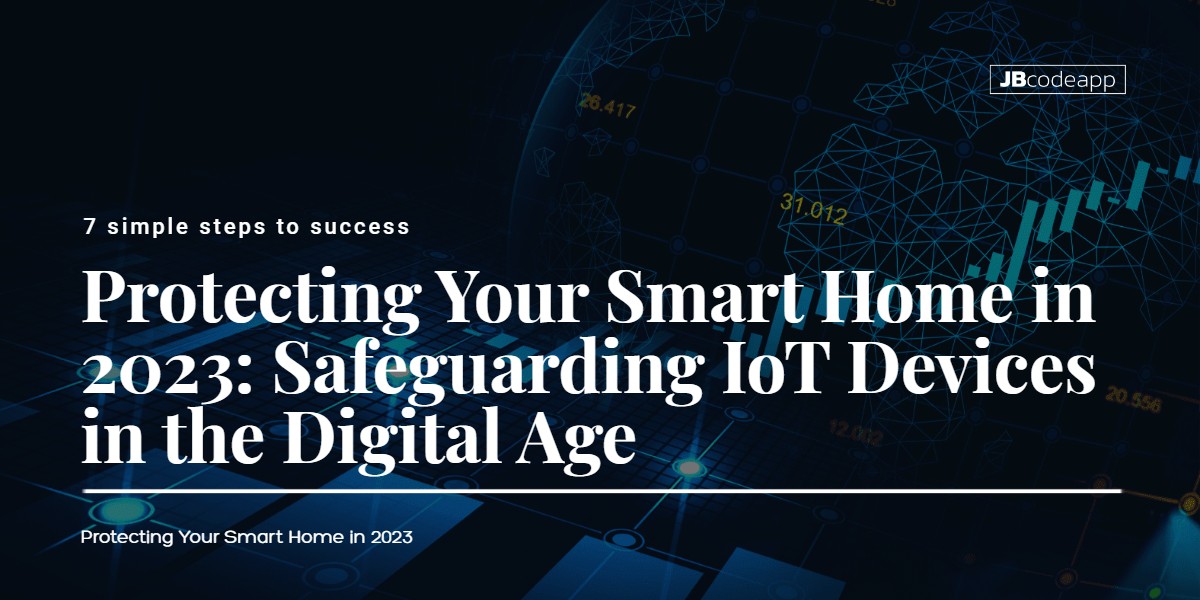 JBcodeapp
26.417
31.012
7 simple steps to success
Protecting Your Smart Home in
2023: Safeguarding IoT Devices
in the Digital Age
20.556
12.002
Protecting Your Smart Home in 2023